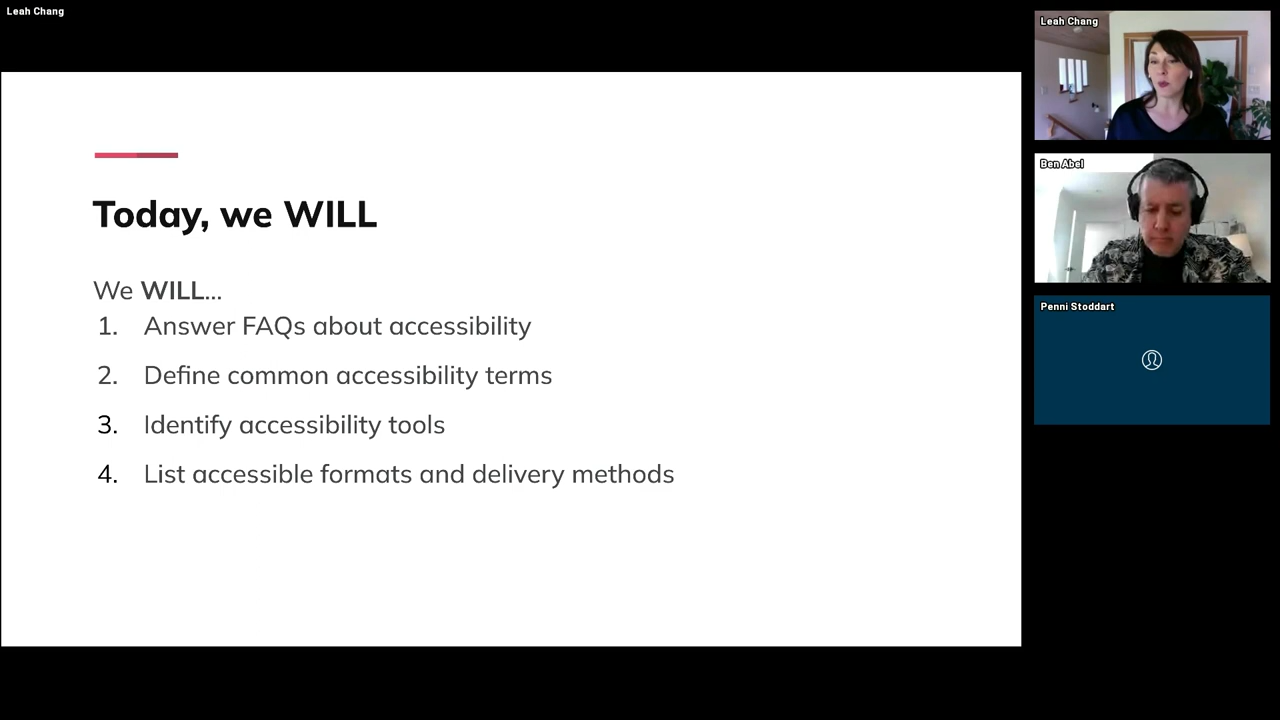 Leah Chang
Today, we WILL
We WILL...
1. Answer FAQs about accessibility
2. Define common accessibility terms
3. Identify accessibility tools
4. List accessible formats and delivery methods
Leah Chang
Ben Abel
Penni Stoddart